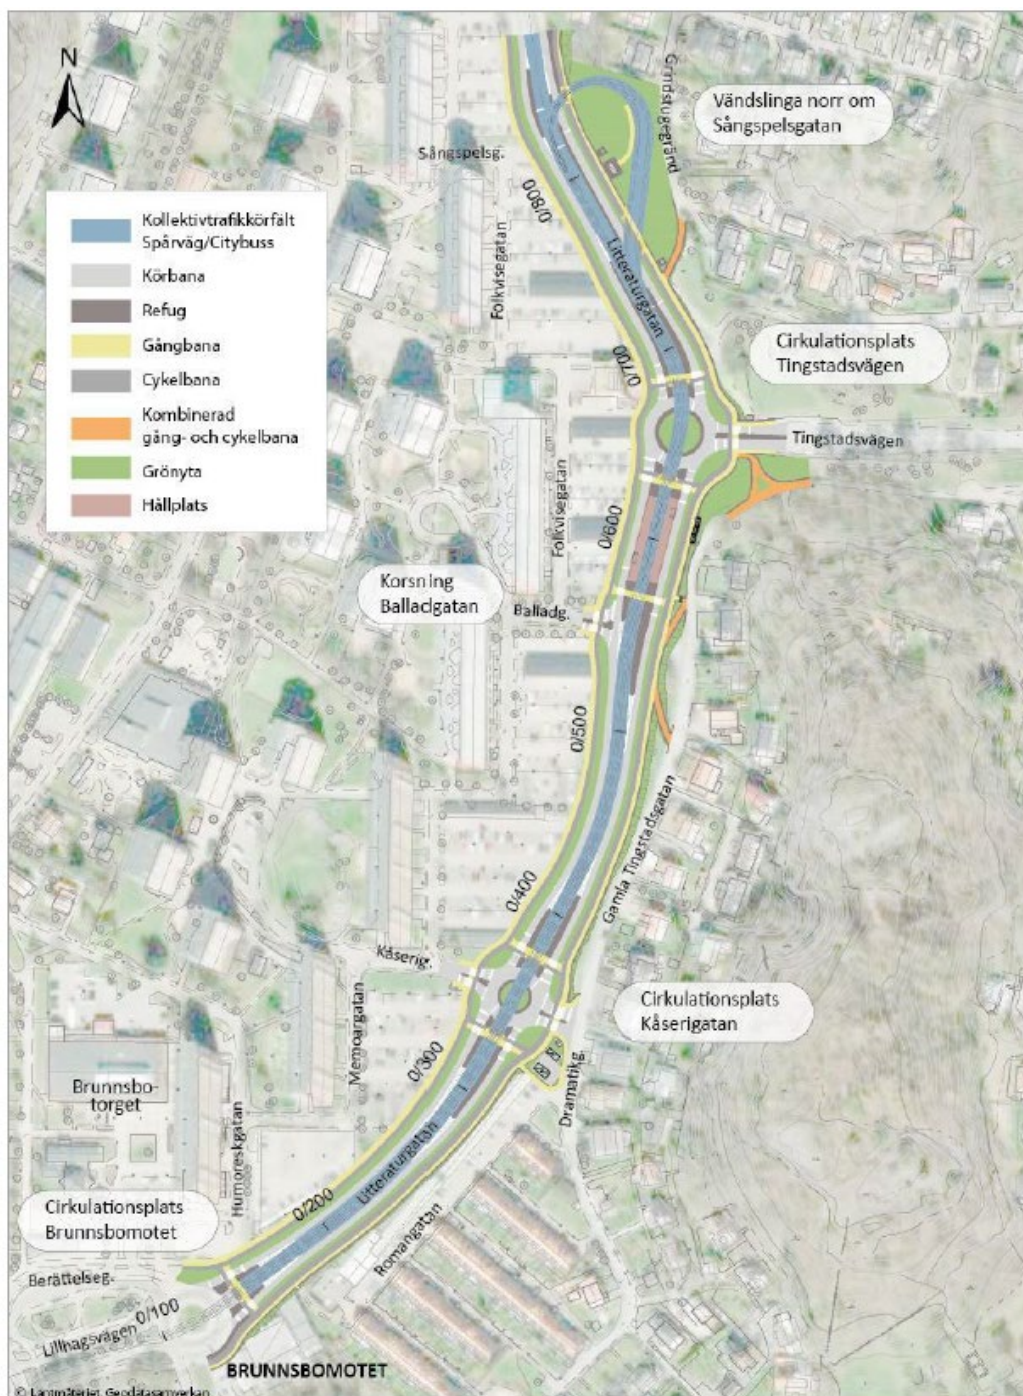 N
Vändslinga norr om
Sångspelsgatan
Grindstugegränd
Sångspelsg.
0/800
Kollektivtrafikkörfält
Spårväg/Citybuss
Körbana
Refug
Gångbana
Cykelbana
Kombinerad
gång- och cykelbana
Grönyta
Hållplats
Folkvisegatan
Litteraturgatan
0/700
Cirkulationsplats
Tingstadsvägen
Tingstadsvägen
Folkvisegatan
0/600
Korsning
Balladgatan
Balladg.
0/500
Gamla Tingstadsgatan
0/400
Kåserig.
Cirkulationsplats
Kåserigatan
Memoargatan
0/300
Dramatikg.
Brunnsbo-
torget
Humoreskgatan
Litteraturgatan
0/200
Cirkulationsplats
Brunnsbomotet
Romangatan
Berättelseg.
0/100
Lillhagsvägen
BRUNNSBOMOTET
© Lantmäteriet, Geodatasamverkan